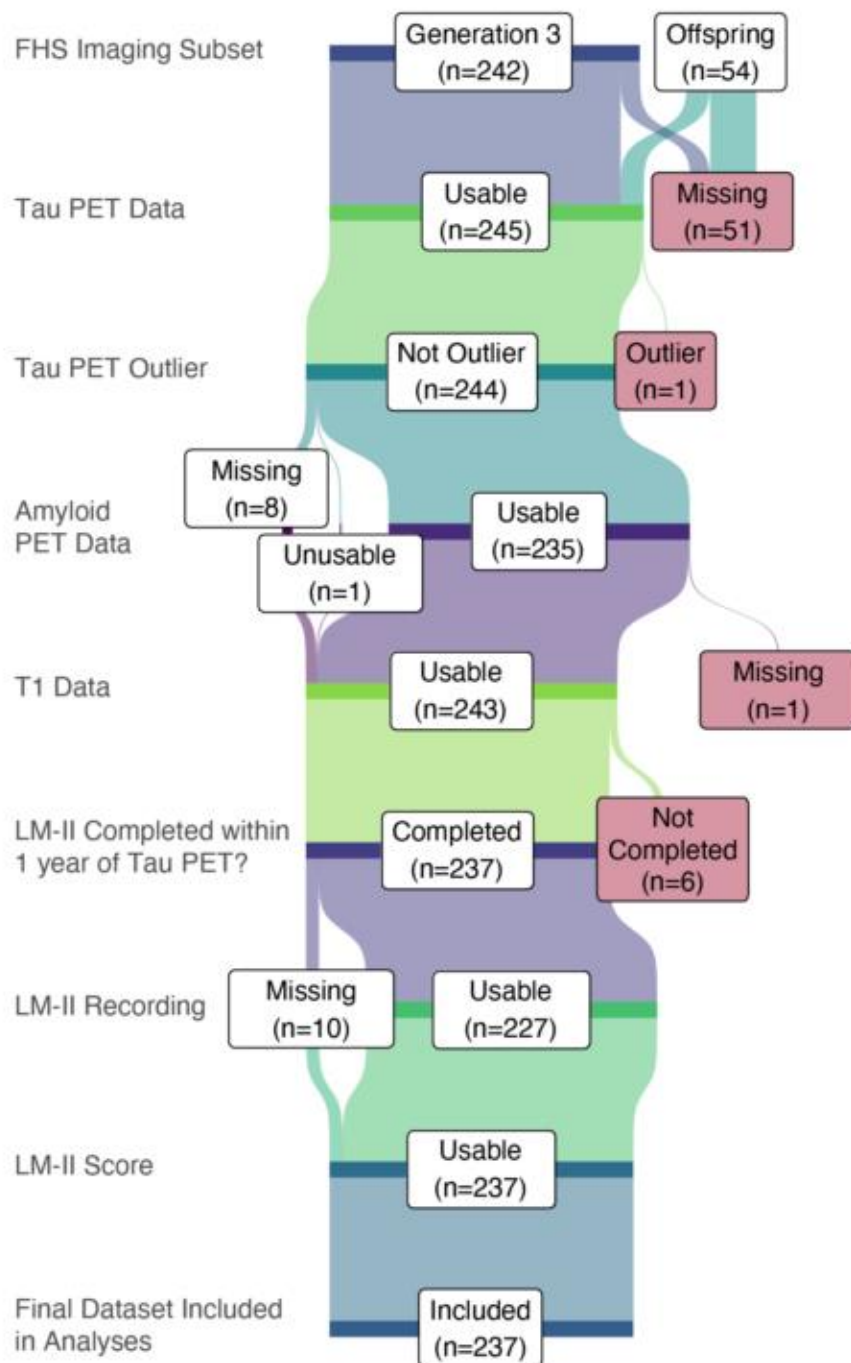 FHS Imaging Subset
Generation 3
(n=242)
Offspring
(n=54)
Tau PET Data
Usable
(n=245)
Missing
(n=51)
Tau PET Outlier
Not Outlier
(n=244)
Outlier
(n=1)
Amyloid
PET Data
Missing
(n=8)
Unusable
(n=1)
Usable
(n=235)
T1 Data
Usable
(n=243)
Missing
(n=1)
LM-II Completed within
1 year of Tau PET?
Completed
(n=237)
Not
Completed
(n=6)
LM-II Recording
Missing
(n=10)
Usable
(n=227)
LM-II Score
Usable
(n=237)
Final Dataset Included
in Analyses
Included
(n=237)